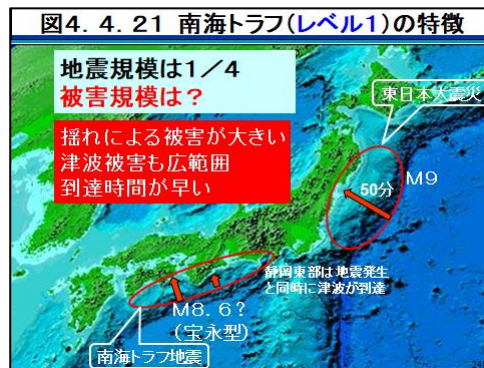 図4.4.21 南海トラフ(レベル1)の特徴
地震規模は1/4
被害規模は?
揺れによる被害が大きい
津波被害も広範囲
到達時間が早い
東日本大震災
M9
50分
静岡東部は地震発生
と同時に津波が到達
M8.6?
(宝永型)
南海トラフ地震